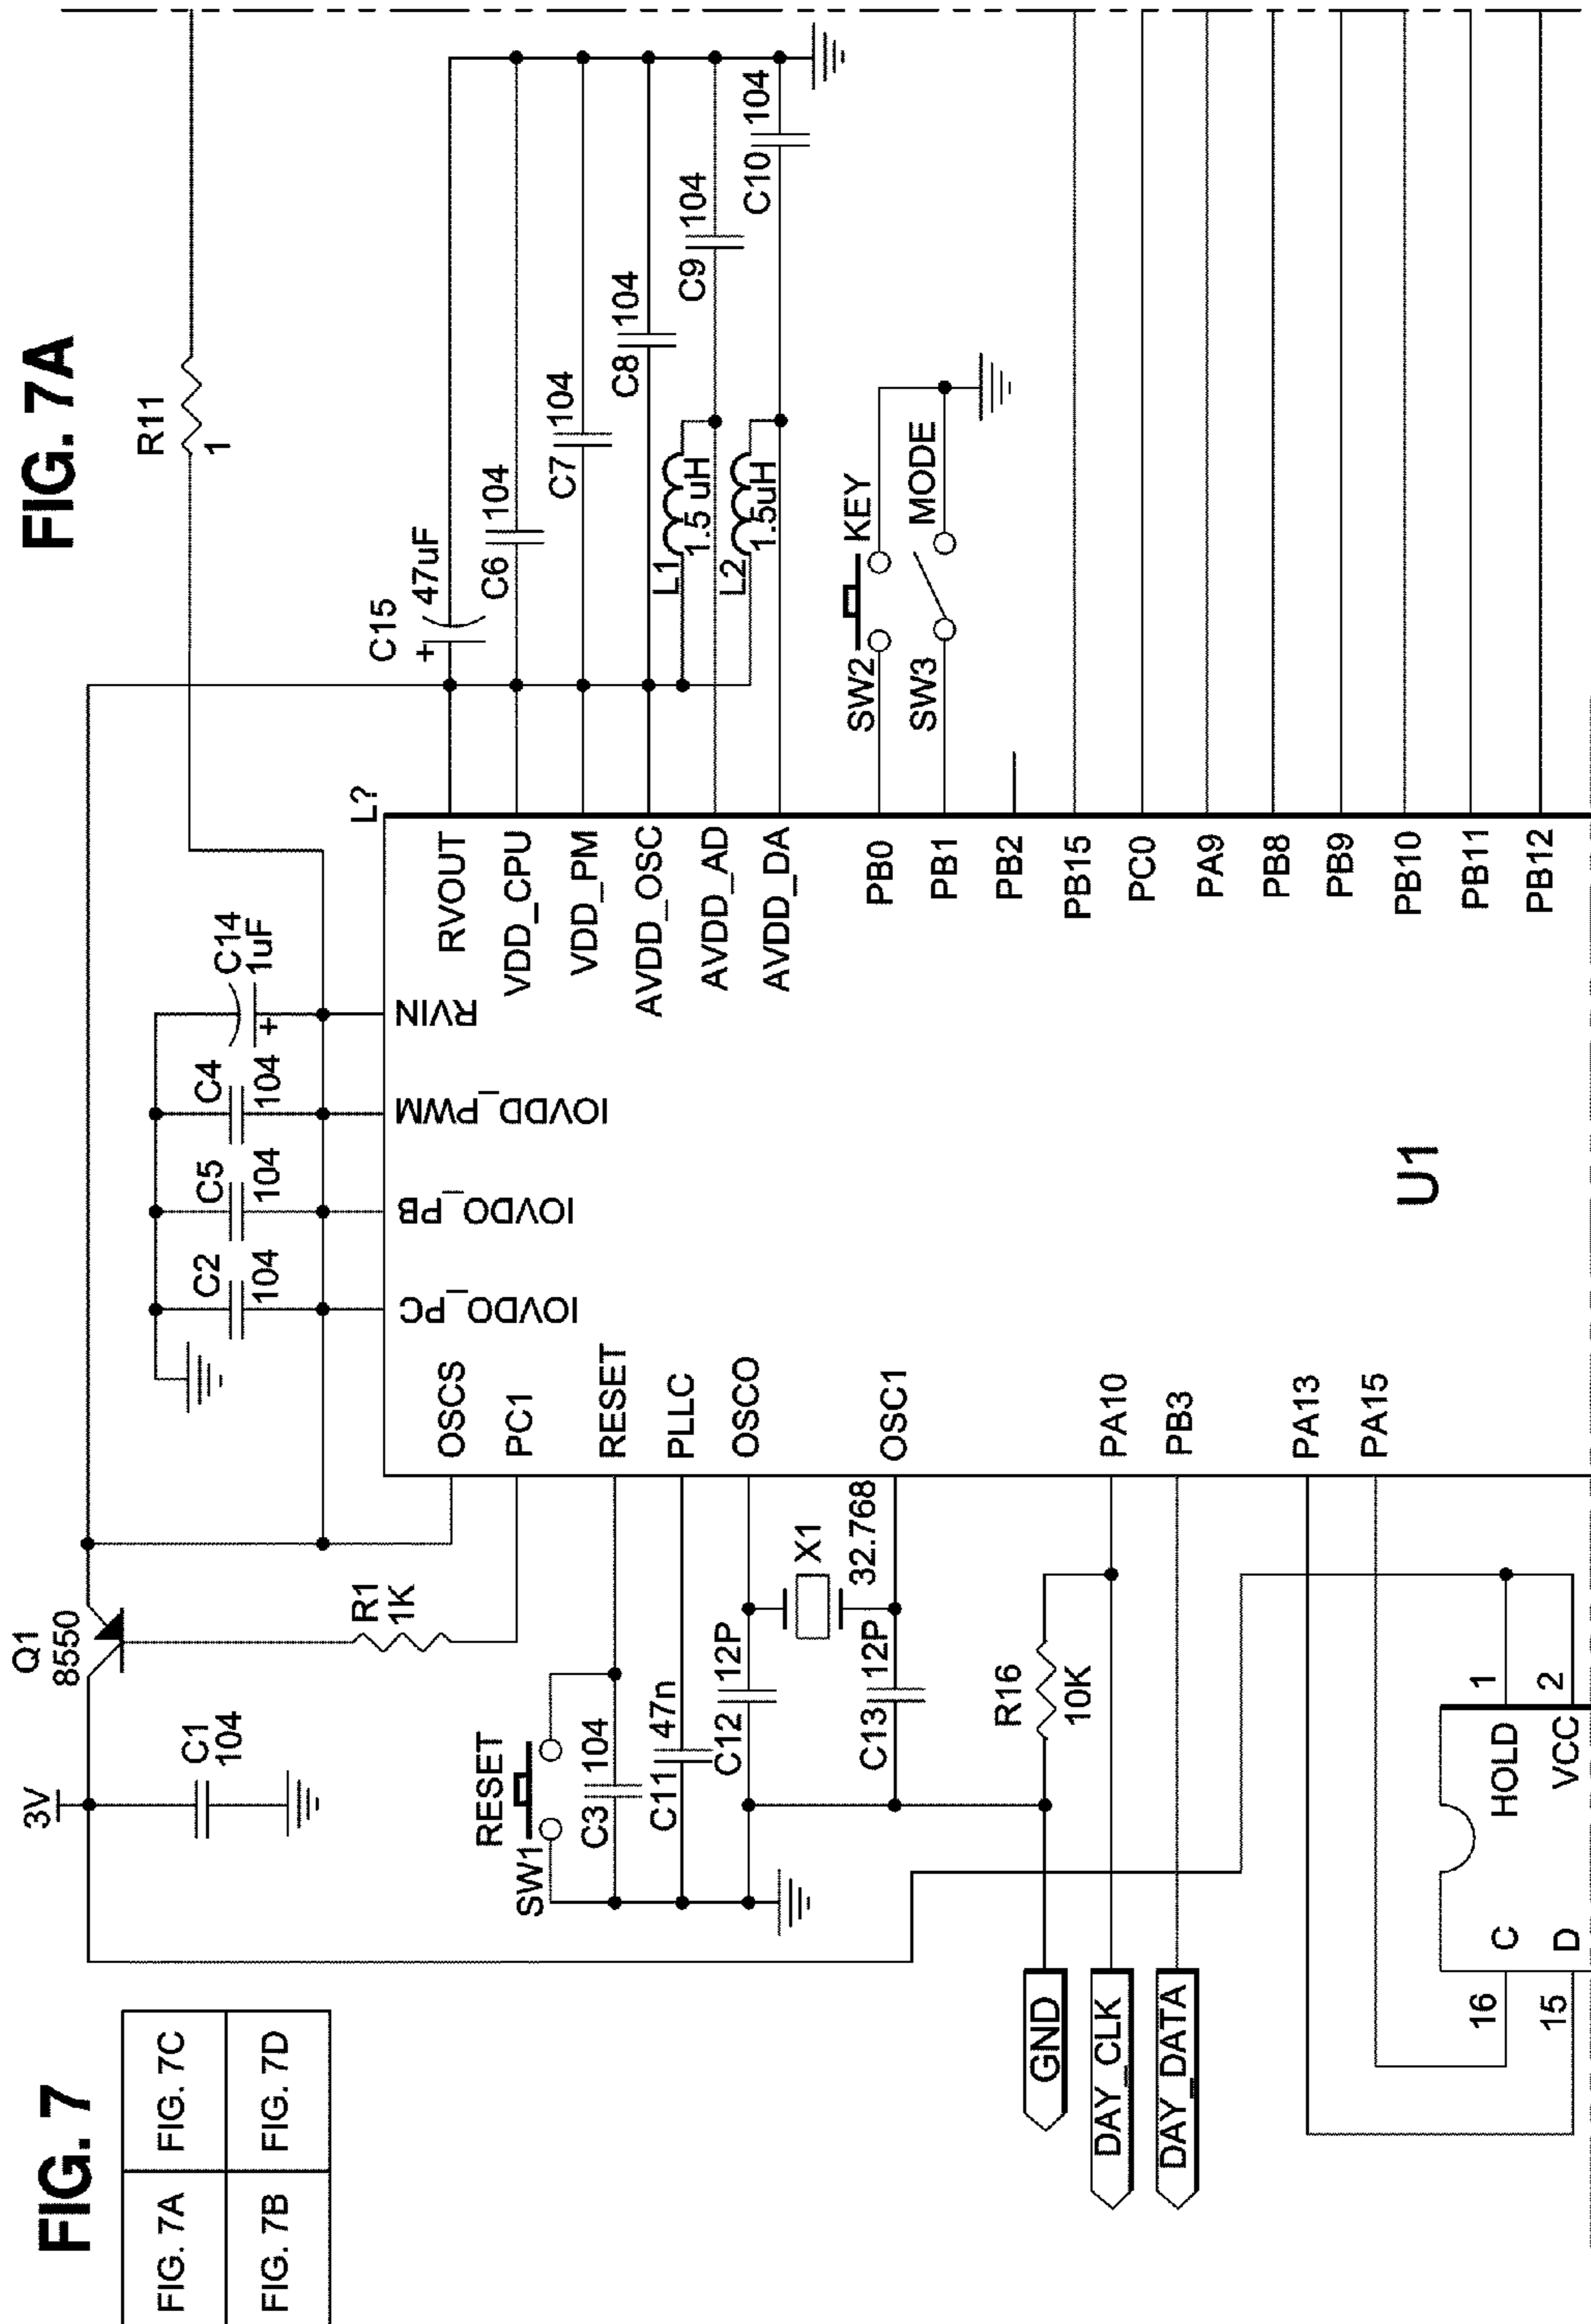 FIG. 7
FIG. 7A FIG. 7C
FIG. 7B FIG. 7D
FIG. 7A
3V
C1
104
Q1
8550
R1
1K
R11
1
C2
104
C5
104
C4
104
C14
1uF
+
L?
IOVDO_PC
IOVDO_PB
IOVDD_PWM
RVIN
OSCS
PC1
RESET
PLLC
OSCO
OSC1
PA10
PB3
PA13
PA15
U1
RVOUT
VDD_CPU
VDD_PM
AVDD_OSC
AVDD_AD
AVDD_DA
PB0
PB1
PB2
PB15
PC0
PA9
PB8
PB9
PB10
PB11
PB12
C15
+
47uF
C6 104
C7 104
C8 104
C9 104
C10 104
L1
1.5 uH
L2
1.5uH
SW2 KEY
SW3 MODE
RESET
SW1
C3 104
C11 47n
C12 12P
X1
32.768
C13 12P
R16
10K
GND
DAY_CLK
DAY_DATA
16 C HOLD 1
15 D VCC 2